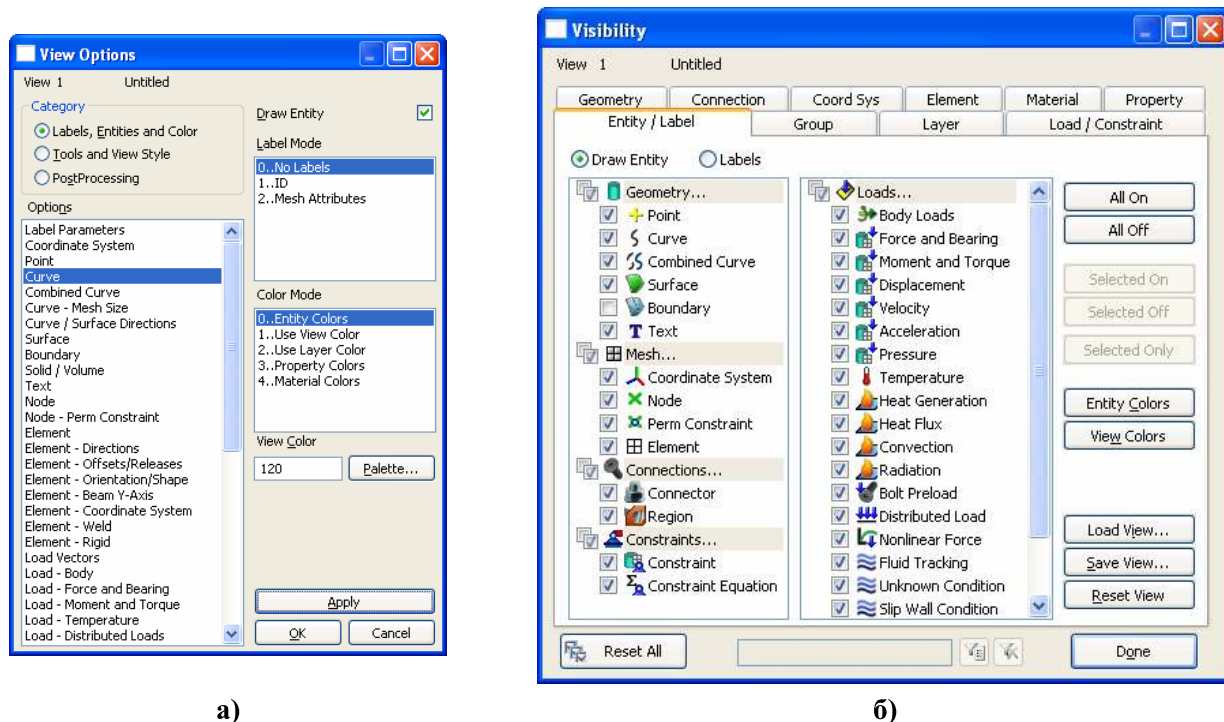 View Options
View 1 Untitled
Category
Labels, Entities and Color
Tools and View Style
PostProcessing
Options
Label Parameters
Coordinate System
Point
Curve
Combined Curve
Curve - Mesh Size
Curve / Surface Directions
Surface
Boundary
Solid / Volume
Text
Node
Node - Perm Constraint
Element
Element - Directions
Element - Offsets/Releases
Element - Orientation/Shape
Element - Beam Y-Axis
Element - Coordinate System
Element - Weld
Element - Rigid
Load Vectors
Load - Body
Load - Force and Bearing
Load - Moment and Torque
Load - Temperature
Load - Distributed Loads
Draw Entity
Label Mode
0..No Labels
1..ID
2..Mesh Attributes
Color Mode
0..Entity Colors
1..Use View Color
2..Use Layer Color
3..Property Colors
4..Material Colors
View Color
120 Palette...
Apply
OK Cancel
а)
Visibility
View 1 Untitled
Geometry Connection Coord Sys Element Material Property
Entity / Label Group Layer Load / Constraint
Draw Entity Labels
Geometry...
Point
Curve
Combined Curve
Surface
Boundary
Text
Mesh...
Coordinate System
Node
Perm Constraint
Element
Connections...
Connector
Region
Constraints...
Constraint
Constraint Equation
Loads...
Body Loads
Force and Bearing
Moment and Torque
Displacement
Velocity
Acceleration
Pressure
Temperature
Heat Generation
Heat Flux
Convection
Radiation
Bolt Preload
Distributed Load
Nonlinear Force
Fluid Tracking
Unknown Condition
Slip Wall Condition
All On
All Off
Selected On
Selected Off
Selected Only
Entity Colors
View Colors
Load View...
Save View...
Reset View
Reset All Done
б)